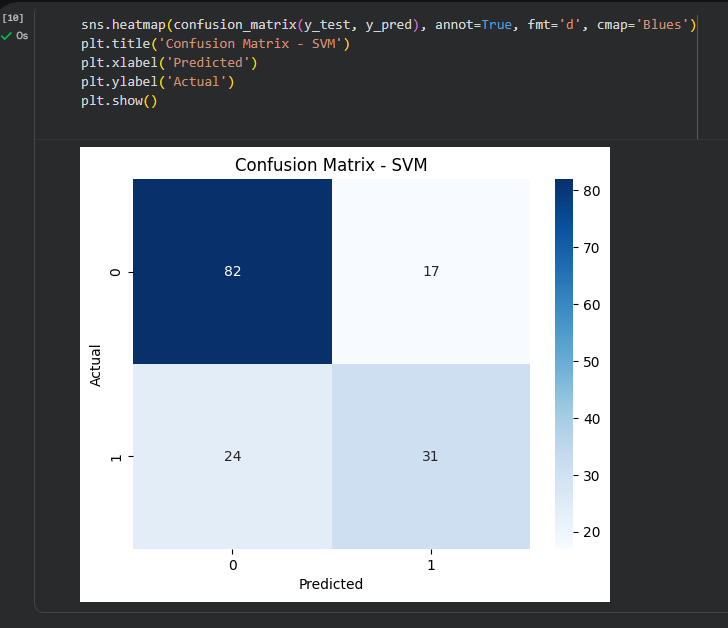 [10]
0s
sns.heatmap(confusion_matrix(y_test, y_pred), annot=True, fmt='d', cmap='Blues')
plt.title('Confusion Matrix - SVM')
plt.xlabel('Predicted')
plt.ylabel('Actual')
plt.show()
Confusion Matrix - SVM
80
70
60
50
40
30
20
Actual
0
82
17
1
24
31
0
1
Predicted